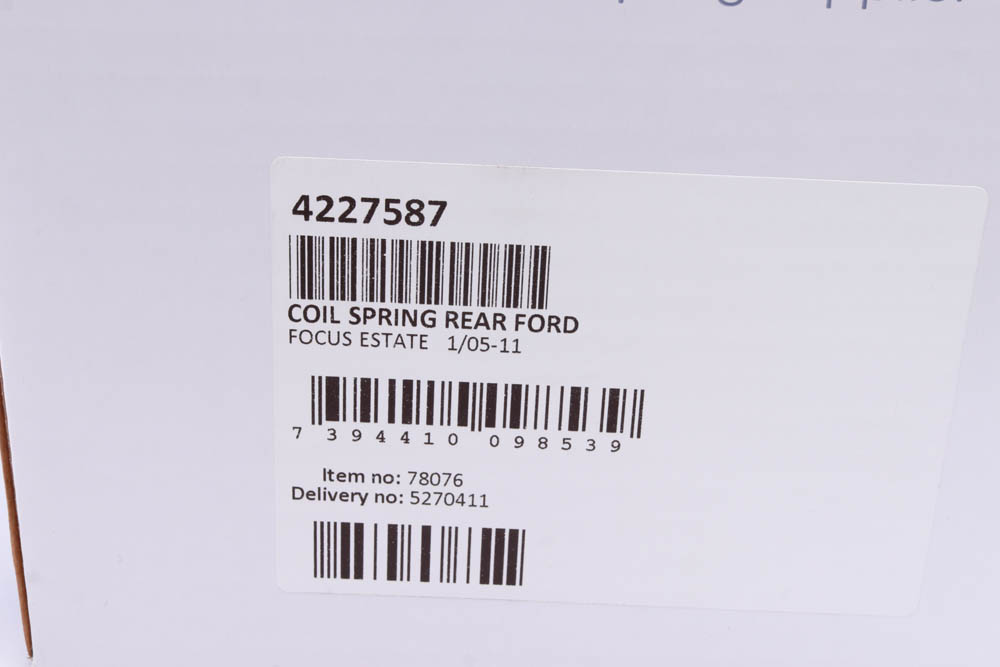 4227587
COIL SPRING REAR FORD
FOCUS ESTATE 1/05-11
7 394410 098539
Item no: 78076
Delivery no: 5270411